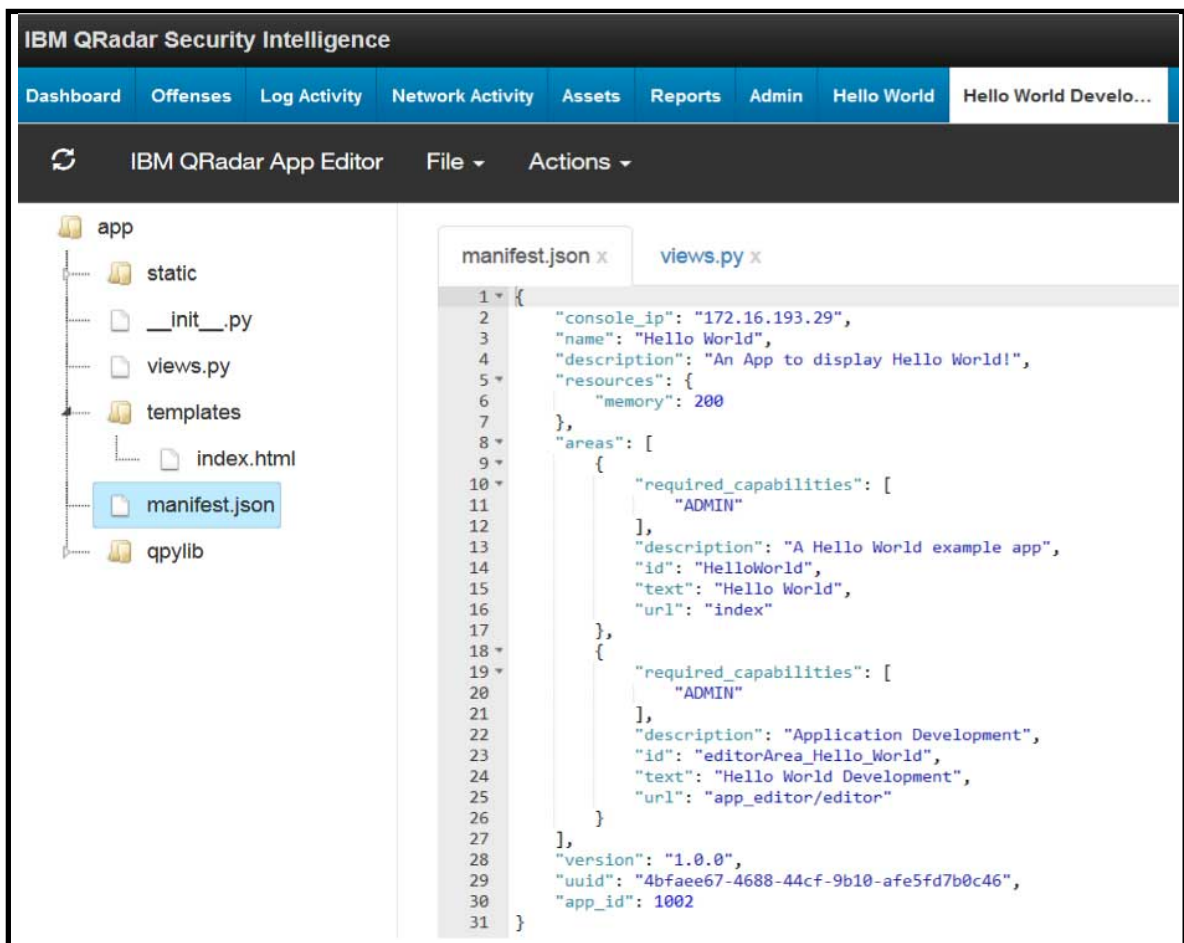 IBM QRadar Security Intelligence
Dashboard Offenses Log Activity Network Activity Assets Reports Admin Hello World Hello World Develo...
IBM QRadar App Editor File Actions
app
static
__init__.py
views.py
templates
index.html
manifest.json
qpylib
manifest.json x views.py x
1 {
2 "console_ip": "172.16.193.29",
3 "name": "Hello World",
4 "description": "An App to display Hello World!",
5 "resources": {
6 "memory": 200
7 },
8 "areas": [
9 {
10 "required_capabilities": [
11 "ADMIN"
12 ],
13 "description": "A Hello World example app",
14 "id": "HelloWorld",
15 "text": "Hello World",
16 "url": "index"
17 },
18 {
19 "required_capabilities": [
20 "ADMIN"
21 ],
22 "description": "Application Development",
23 "id": "editorArea_Hello_World",
24 "text": "Hello World Development",
25 "url": "app_editor/editor"
26 }
27 ],
28 "version": "1.0.0",
29 "uuid": "4bfaee67-4688-44cf-9b10-afe5fd7b0c46",
30 "app_id": 1002
31 }